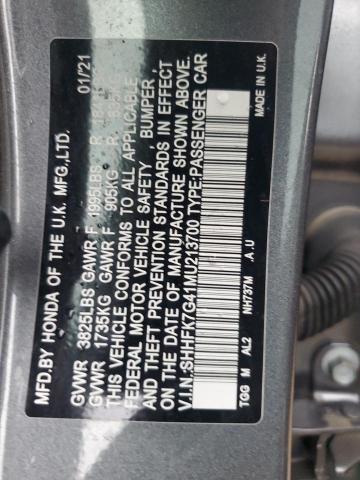 MFD.BY HONDA OF THE U.K. MFG.,LTD. 01/21
GVWR 3825LBS GAWR F 1995LBS R
GVWR 1735KG GAWR F 905KG R
THIS VEHICLE CONFORMS TO ALL APPLICABLE
FEDERAL MOTOR VEHICLE SAFETY , BUMPER ,
AND THEFT PREVENTION STANDARDS IN EFFECT
ON THE DATE OF MANUFACTURE SHOWN ABOVE.
V.I.N.:SHHFK7G41MU213700 TYPE:PASSENGER CAR
TGG M AL2 NH737M .A.U MADE IN U.K.